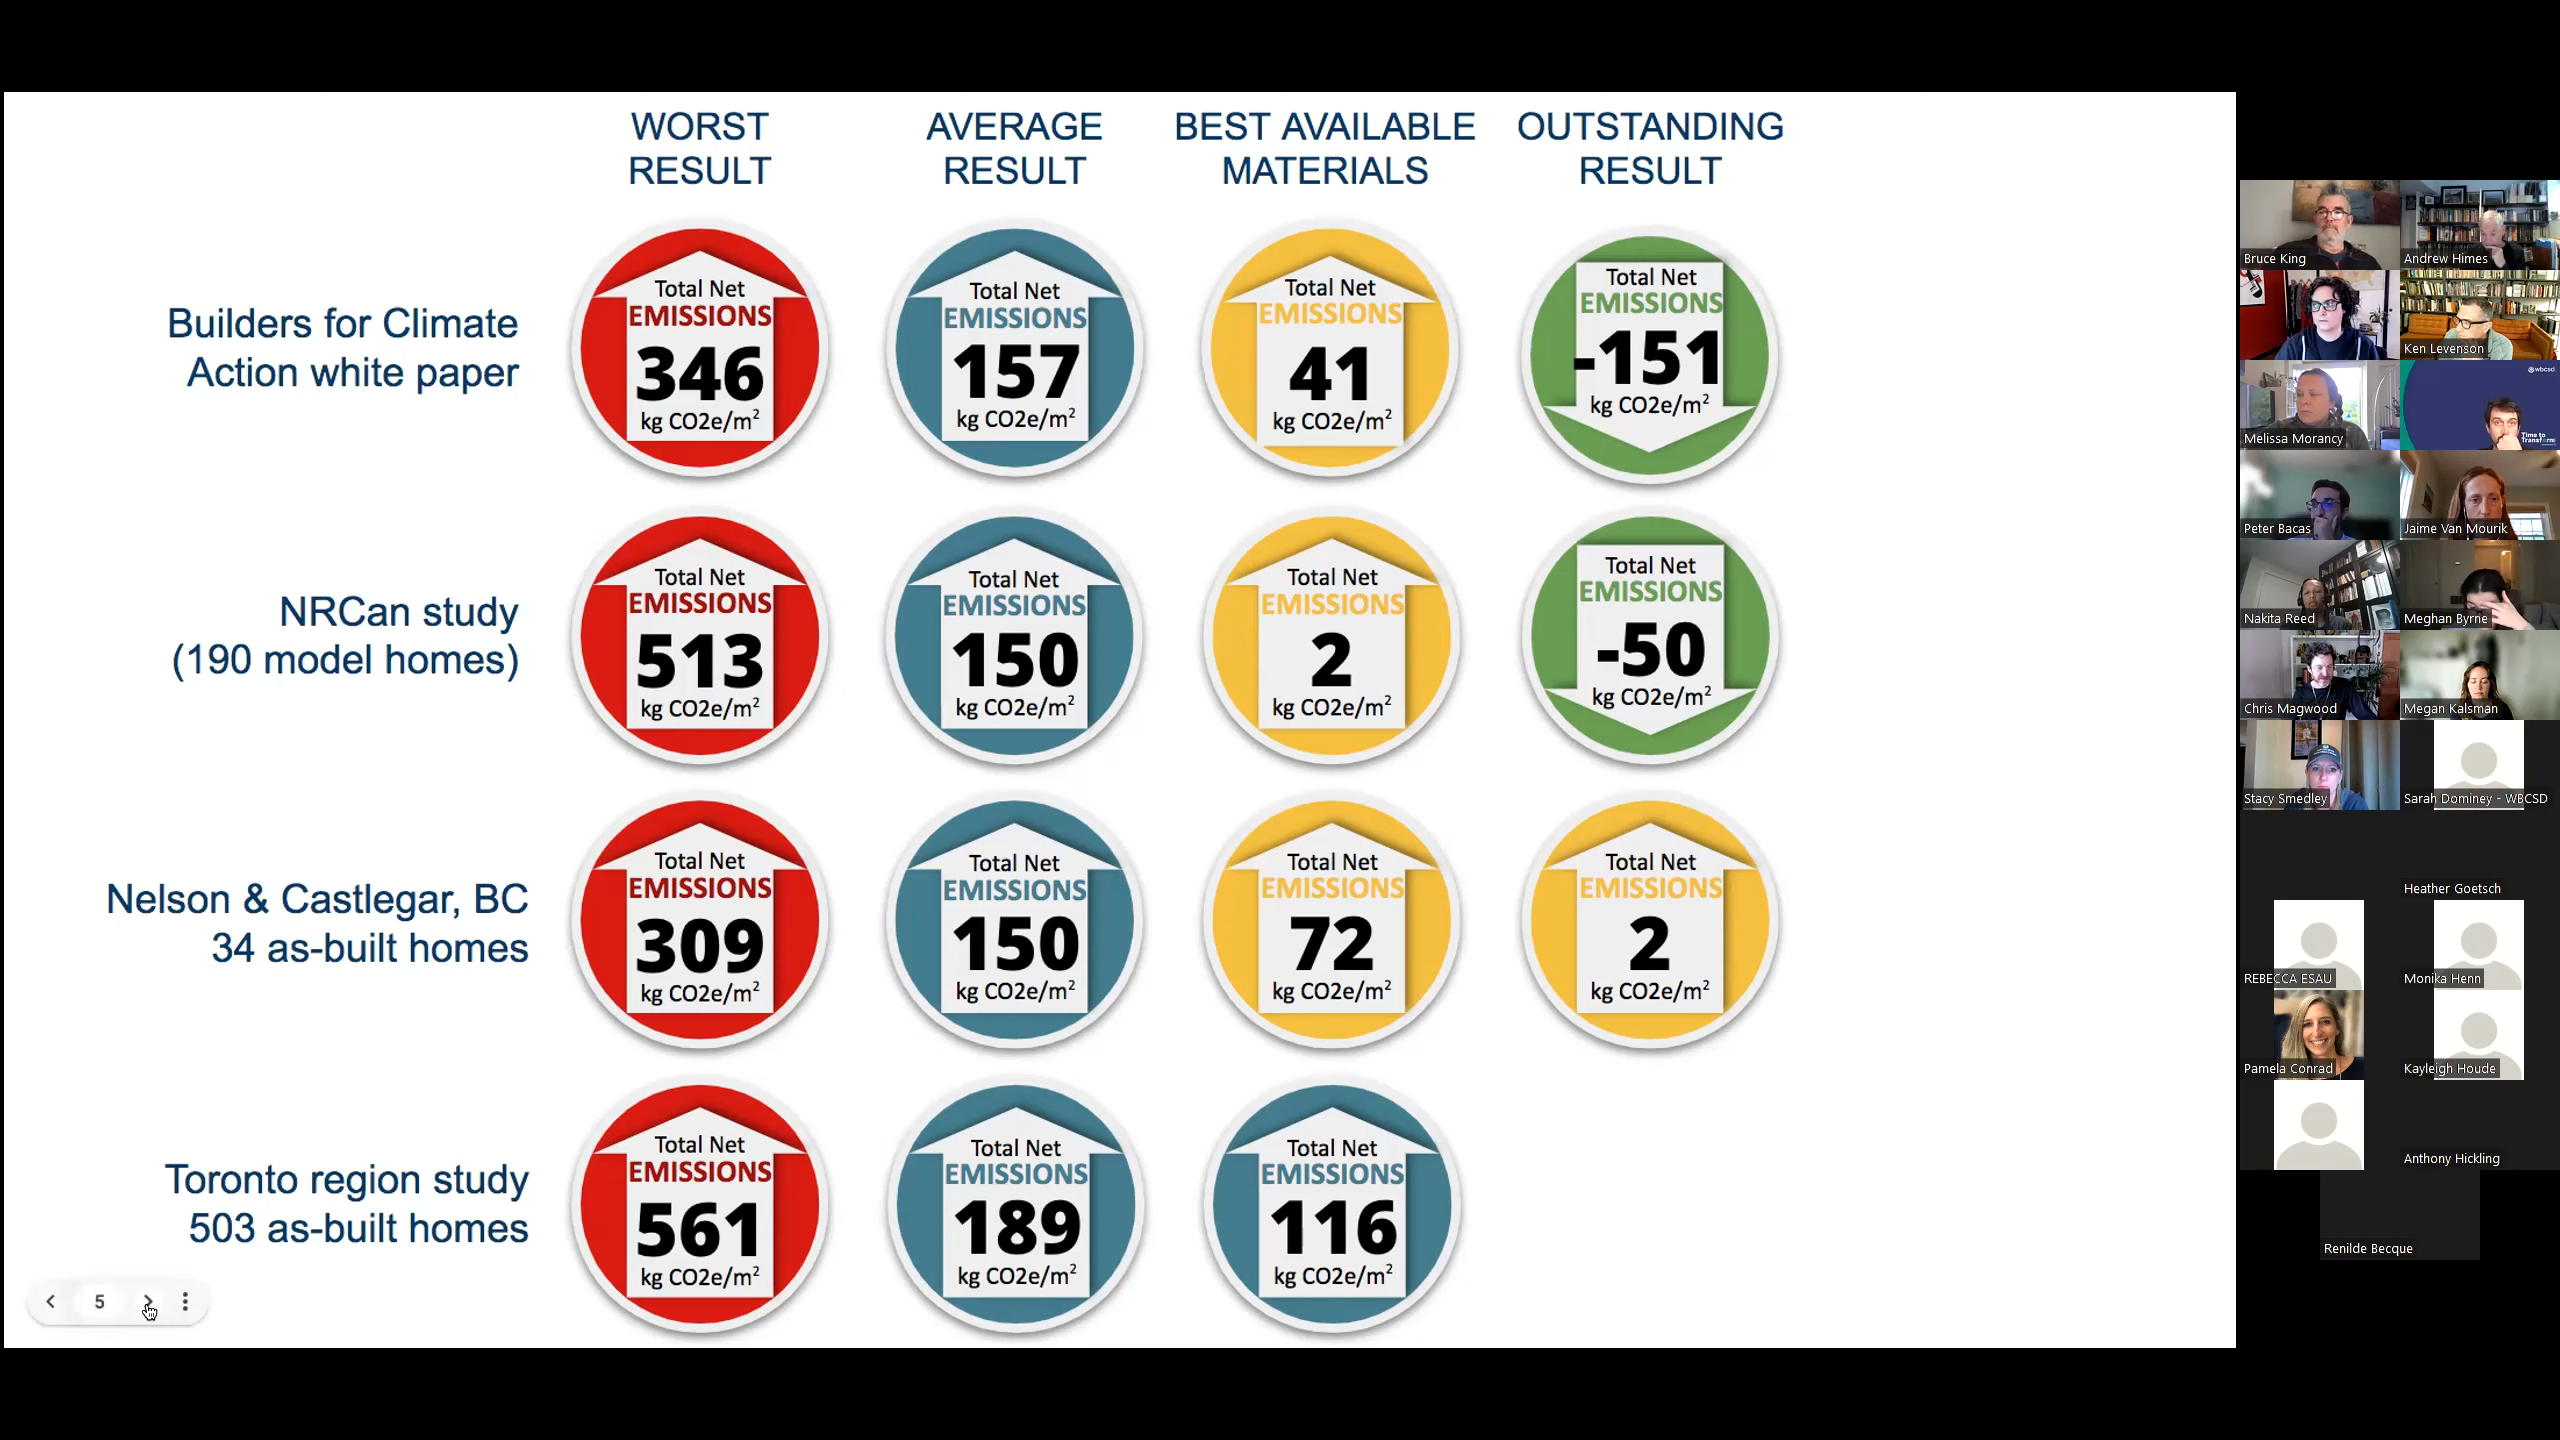 WORST
RESULT
AVERAGE
RESULT
BEST AVAILABLE
MATERIALS
OUTSTANDING
RESULT
Builders for Climate
Action white paper
Total Net
EMISSIONS
346
kg CO2e/m²
Total Net
EMISSIONS
157
kg CO2e/m²
Total Net
EMISSIONS
41
kg CO2e/m²
Total Net
EMISSIONS
-151
kg CO2e/m²
NRCan study
(190 model homes)
Total Net
EMISSIONS
513
kg CO2e/m²
Total Net
EMISSIONS
150
kg CO2e/m²
Total Net
EMISSIONS
2
kg CO2e/m²
Total Net
EMISSIONS
-50
kg CO2e/m²
Nelson & Castlegar, BC
34 as-built homes
Total Net
EMISSIONS
309
kg CO2e/m²
Total Net
EMISSIONS
150
kg CO2e/m²
Total Net
EMISSIONS
72
kg CO2e/m²
Total Net
EMISSIONS
2
kg CO2e/m²
Toronto region study
503 as-built homes
Total Net
EMISSIONS
561
kg CO2e/m²
Total Net
EMISSIONS
189
kg CO2e/m²
Total Net
EMISSIONS
116
kg CO2e/m²
5
Bruce King
Andrew Himes
Ken Levenson
Melissa Morancy
wbcsd
Time to
Transform
Peter Bacas
Jaime Van Mourik
Nakita Reed
Meghan Byrne
Chris Magwood
Megan Kalsman
Stacy Smedley
Sarah Dominey - WBCSD
Heather Goetsch
REBECCA ESAU
Monika Henn
Pamela Conrad
Kayleigh Houde
Anthony Hickling
Renilde Becque